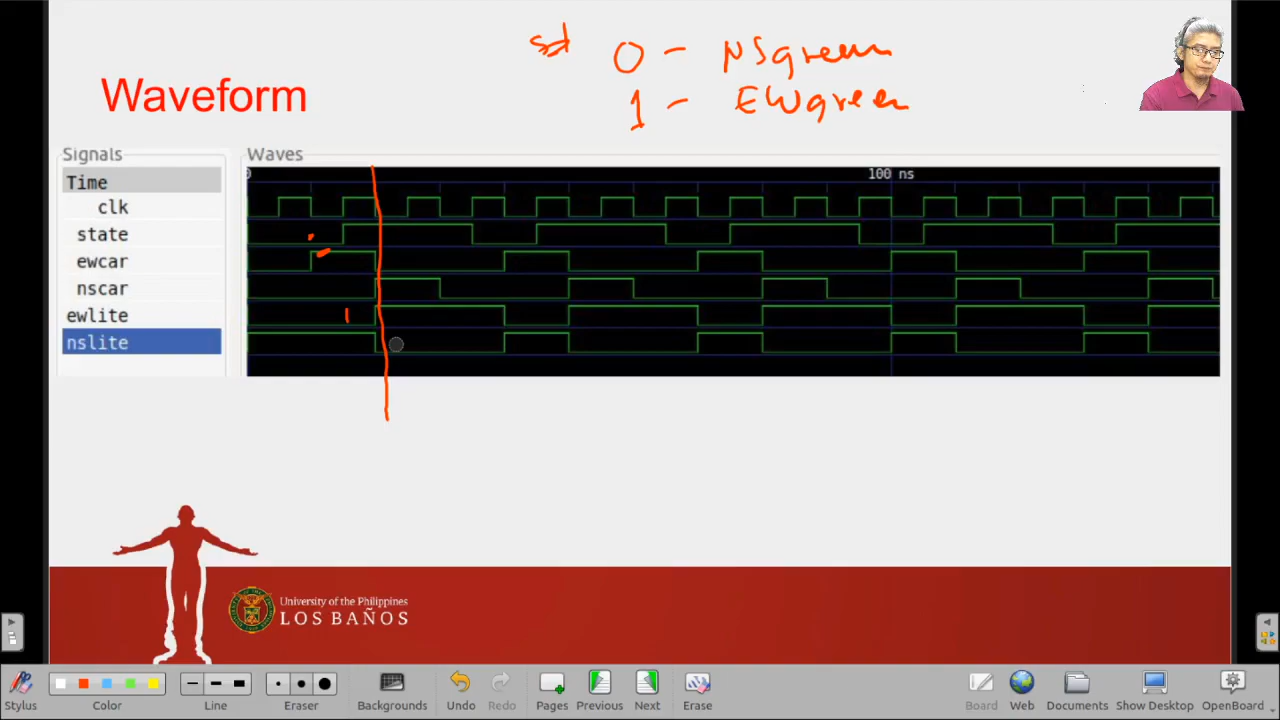 sd 0 - NSgreen
1 - EWgreen
Waveform
Signals
Waves
Time
0
100 ns
clk
state
ewcar
nscar
ewlite
nslite
University of the Philippines
LOS BAÑOS
Stylus
Color
Line
Eraser
Backgrounds
Undo
Redo
Pages
Previous
Next
Erase
Board
Web
Documents
Show Desktop
OpenBoard